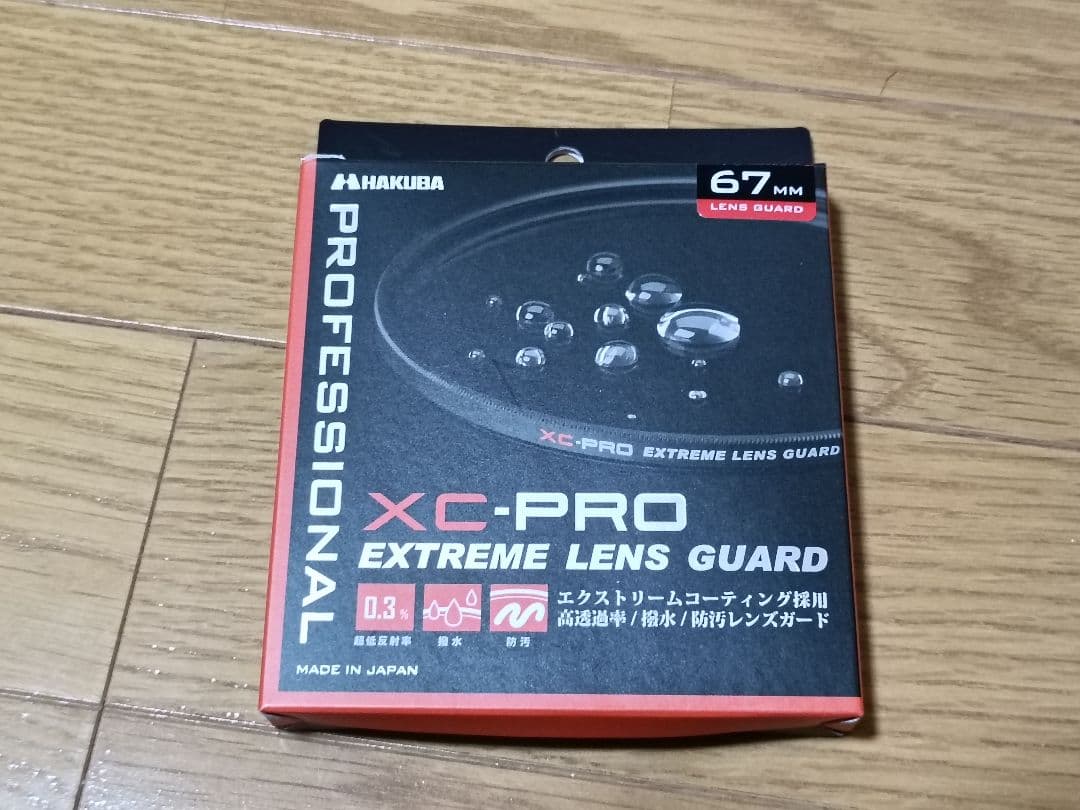 HAKUBA
67MM
LENS GUARD
PROFESSIONAL
XC-PRO EXTREME LENS GUARD
XC-PRO
EXTREME LENS GUARD
0.3%
超低反射率
撥水
防汚
エクストリームコーティング採用
高透過率/撥水/防汚レンズガード
MADE IN JAPAN